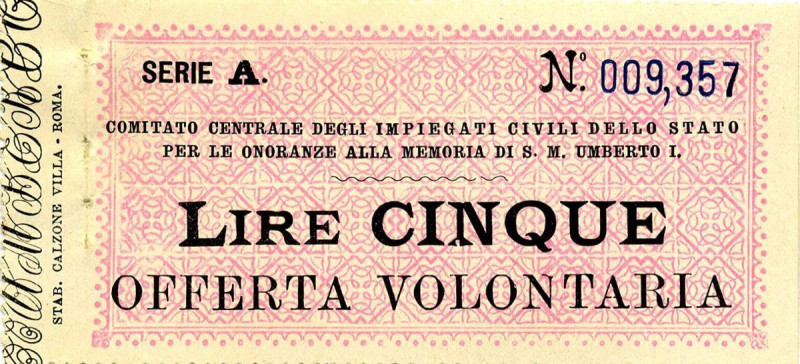 SERIE A. Nº. 009,357
COMITATO CENTRALE DEGLI IMPIEGATI CIVILI DELLO STATO
PER LE ONORANZE ALLA MEMORIA DI S. M. UMBERTO I.
LIRE CINQUE
OFFERTA VOLONTARIA
STAB. CALZONE VILLA - ROMA.